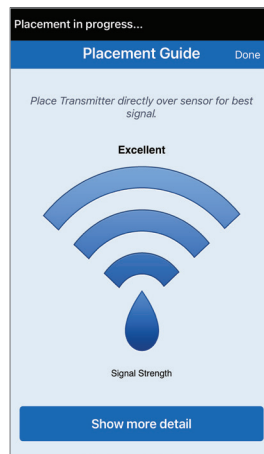 Placement in progress...
Placement Guide Done
Place Transmitter directly over sensor for best
signal.
Excellent
Signal Strength
Show more detail